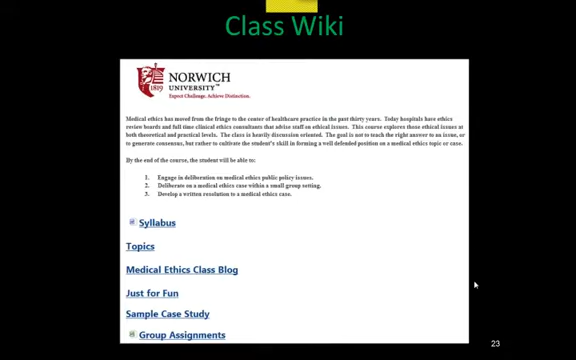 Class Wiki
1819
NORWICH
UNIVERSITY™
Expect Challenge. Achieve Distinction.
Medical ethics has moved from the fringe to the center of healthcare practice in the past thirty years. Today hospitals have ethics
review boards and full time clinical ethics consultants that advise staff on ethical issues. This course explores those ethical issues at
both theoretical and practical levels. The class is heavily discussion oriented. The goal is not to teach the right answer to an issue, or
to generate consensus, but rather to cultivate the student's skill in forming a well defended position on a medical ethics topic or case.
By the end of the course, the student will be able to:
1. Engage in deliberation on medical ethics public policy issues.
2. Deliberate on a medical ethics case within a small group setting.
3. Develop a written resolution to a medical ethics case.
Syllabus
Topics
Medical Ethics Class Blog
Just for Fun
Sample Case Study
Group Assignments
23